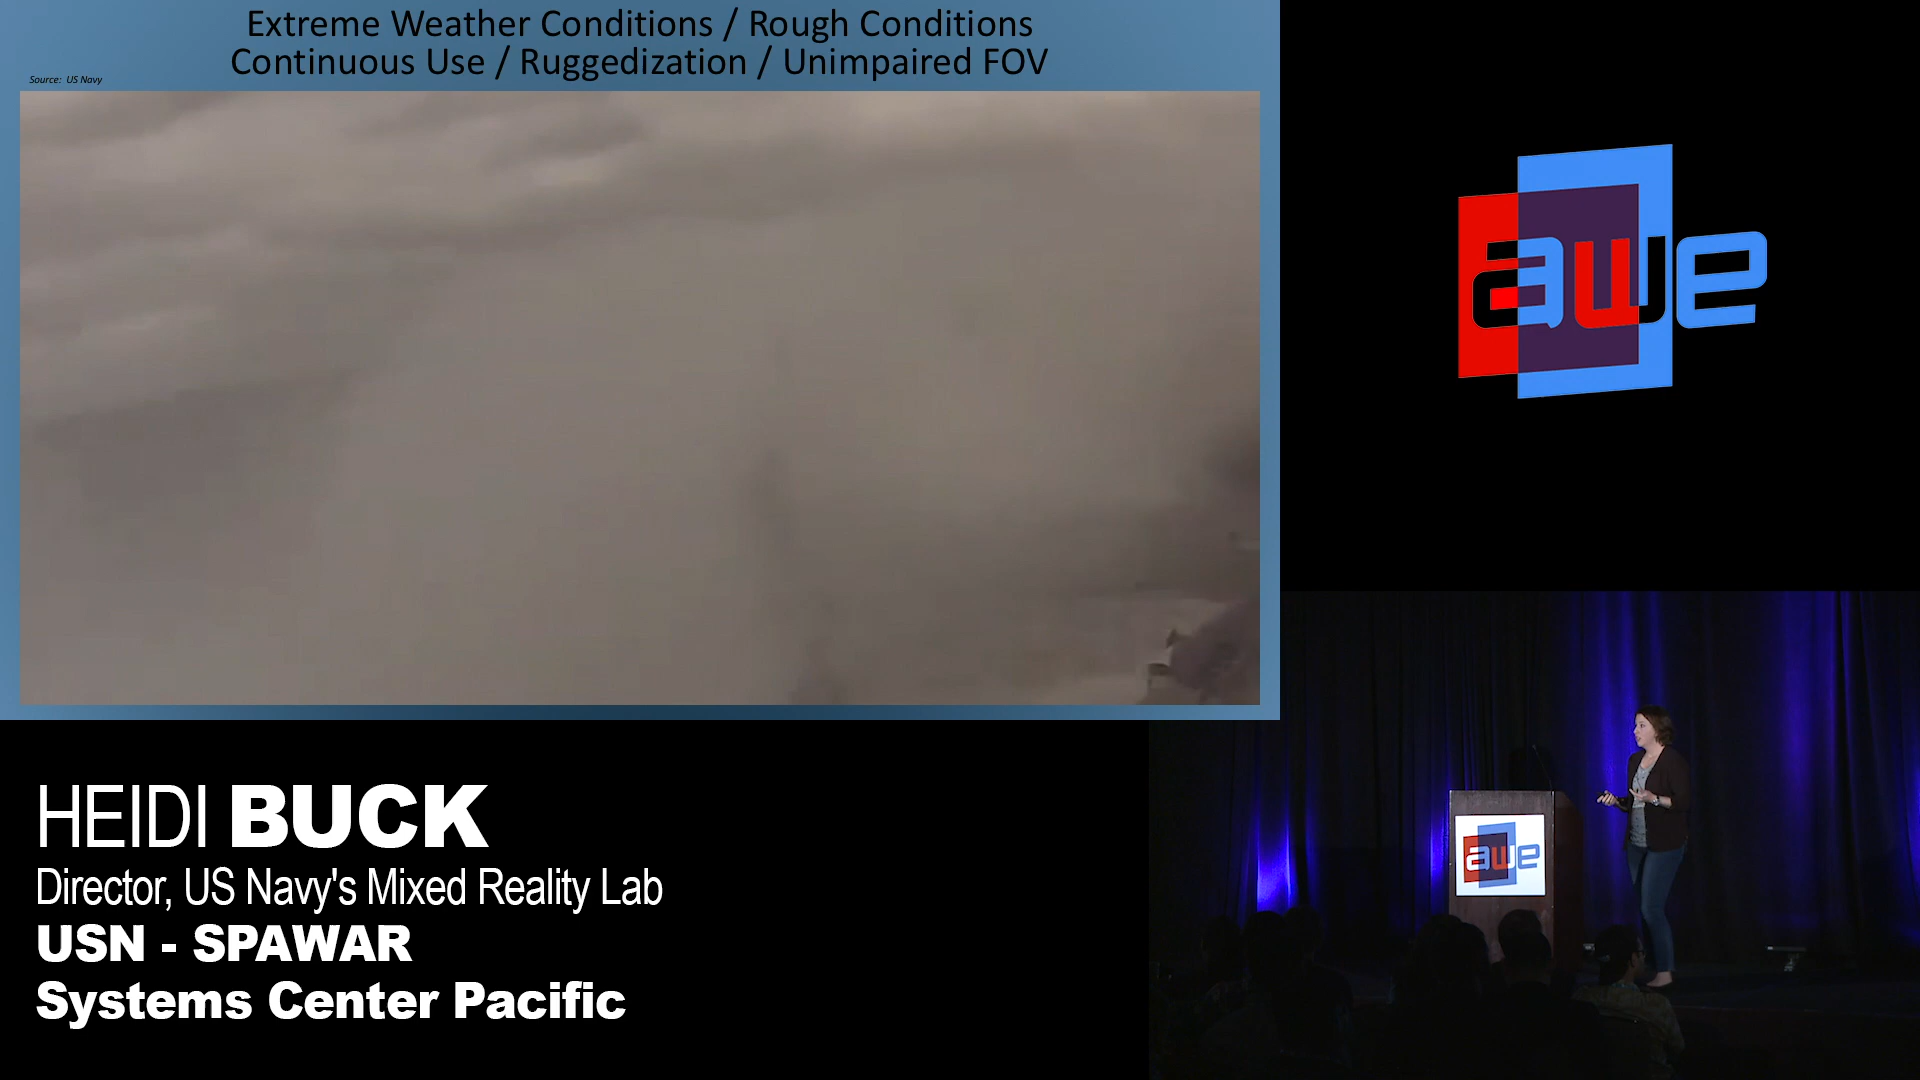 Extreme Weather Conditions / Rough Conditions
Continuous Use / Ruggedization / Unimpaired FOV
Source: US Navy
awe
HEIDI BUCK
Director, US Navy's Mixed Reality Lab
USN - SPAWAR
Systems Center Pacific
awe